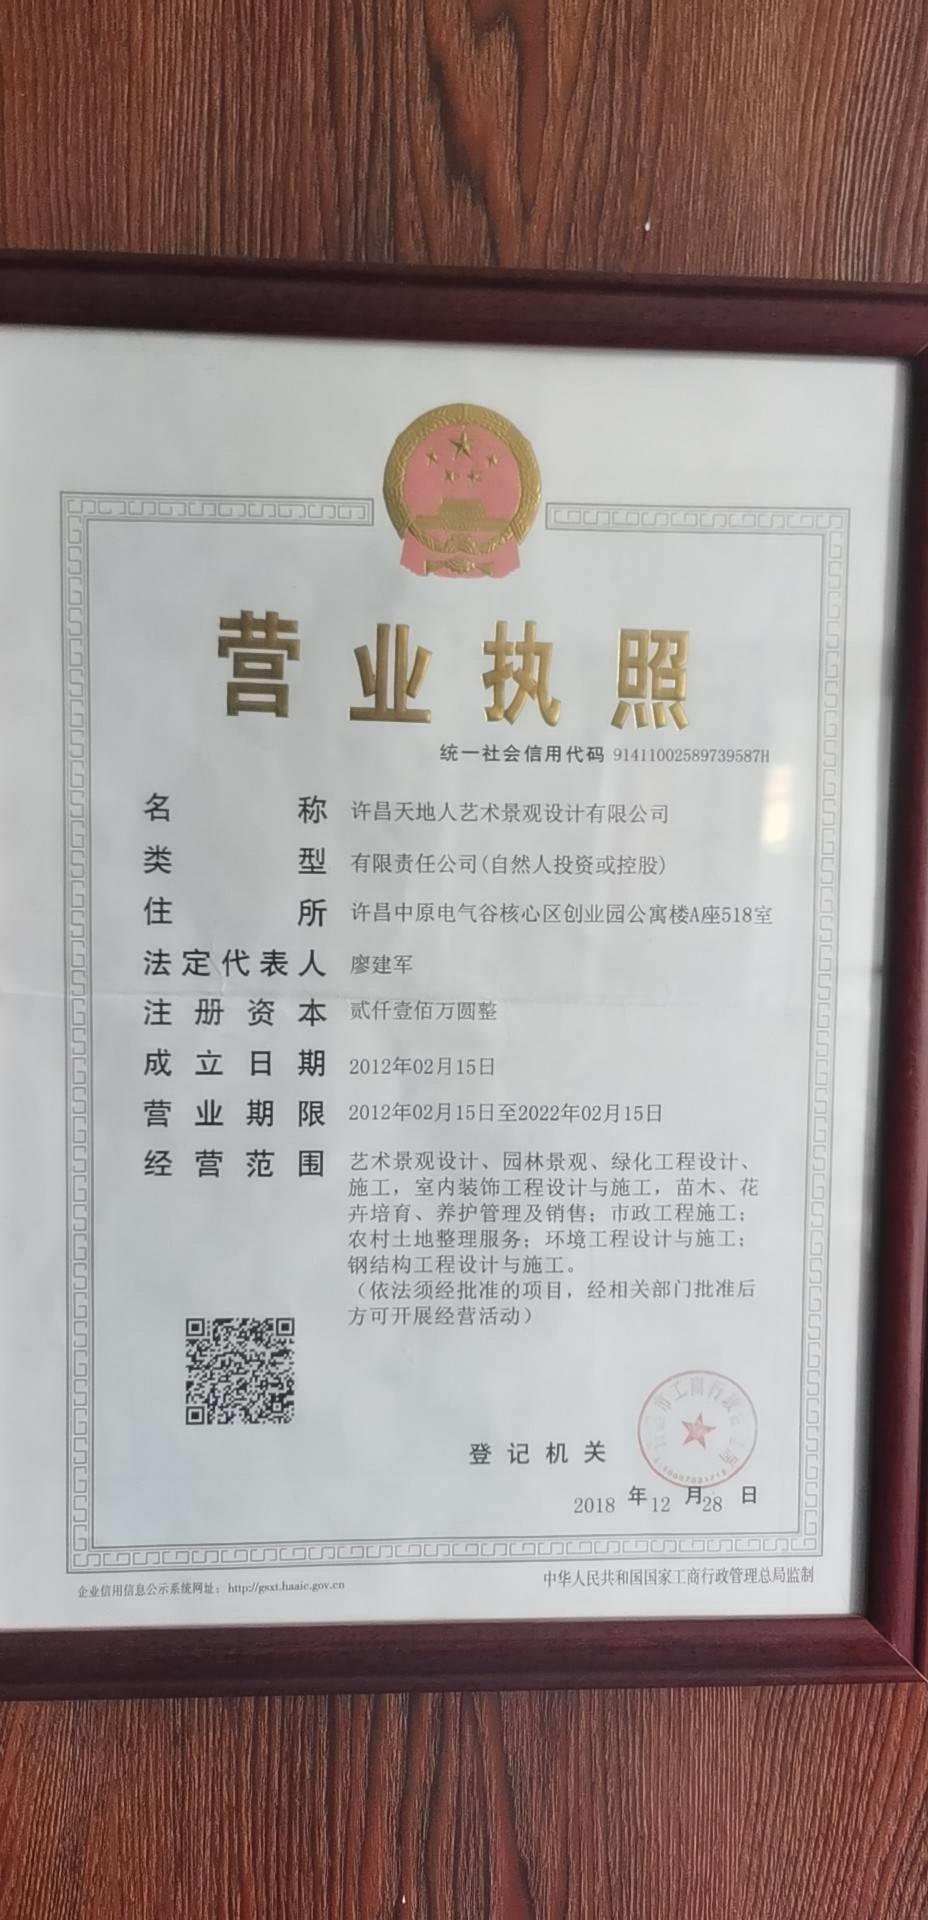 营业执照
统一社会信用代码 91411002589739587H
名称 许昌天地人艺术景观设计有限公司
类型 有限责任公司(自然人投资或控股)
住所 许昌中原电气谷核心区创业园公寓楼A座518室
法定代表人 廖建军
注册资本 贰仟壹佰万圆整
成立日期 2012年02月15日
营业期限 2012年02月15日至2022年02月15日
经营范围 艺术景观设计、园林景观、绿化工程设计、
施工，室内装饰工程设计与施工，苗木、花
卉培育、养护管理及销售；市政工程施工；
农村土地整理服务；环境工程设计与施工；
钢结构工程设计与施工。
（依法须经批准的项目，经相关部门批准后
方可开展经营活动）
登记机关
市工商行政
2018年12月28日
企业信用信息公示系统网址：http://gsxt.haaic.gov.cn
中华人民共和国国家工商行政管理总局监制